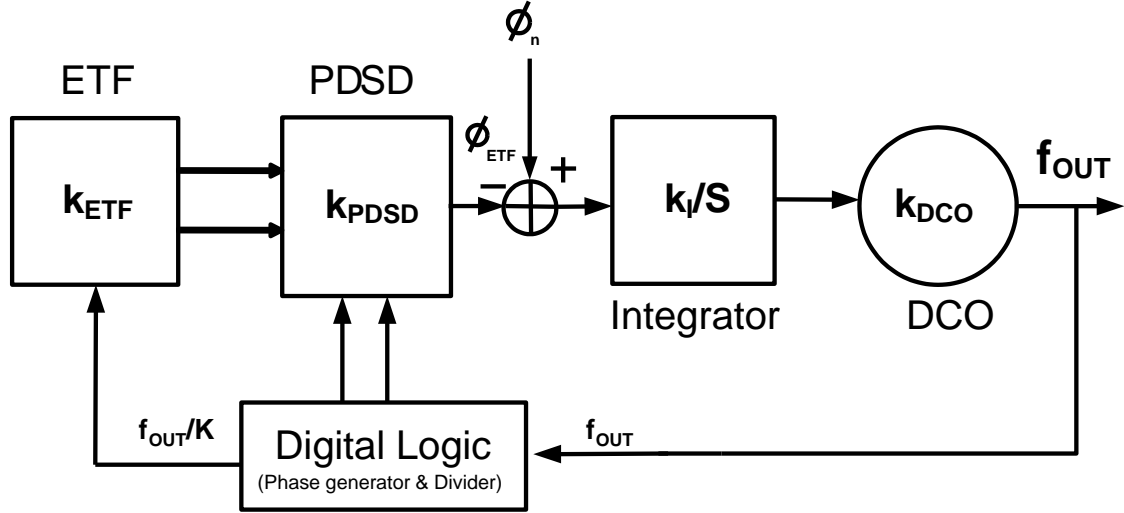 ϕn
ETF
PDSD
ϕETF
kETF
kPDSD
−
+
kI/S
kDCO
fOUT
Integrator
DCO
fOUT/K
Digital Logic
(Phase generator & Divider)
fOUT